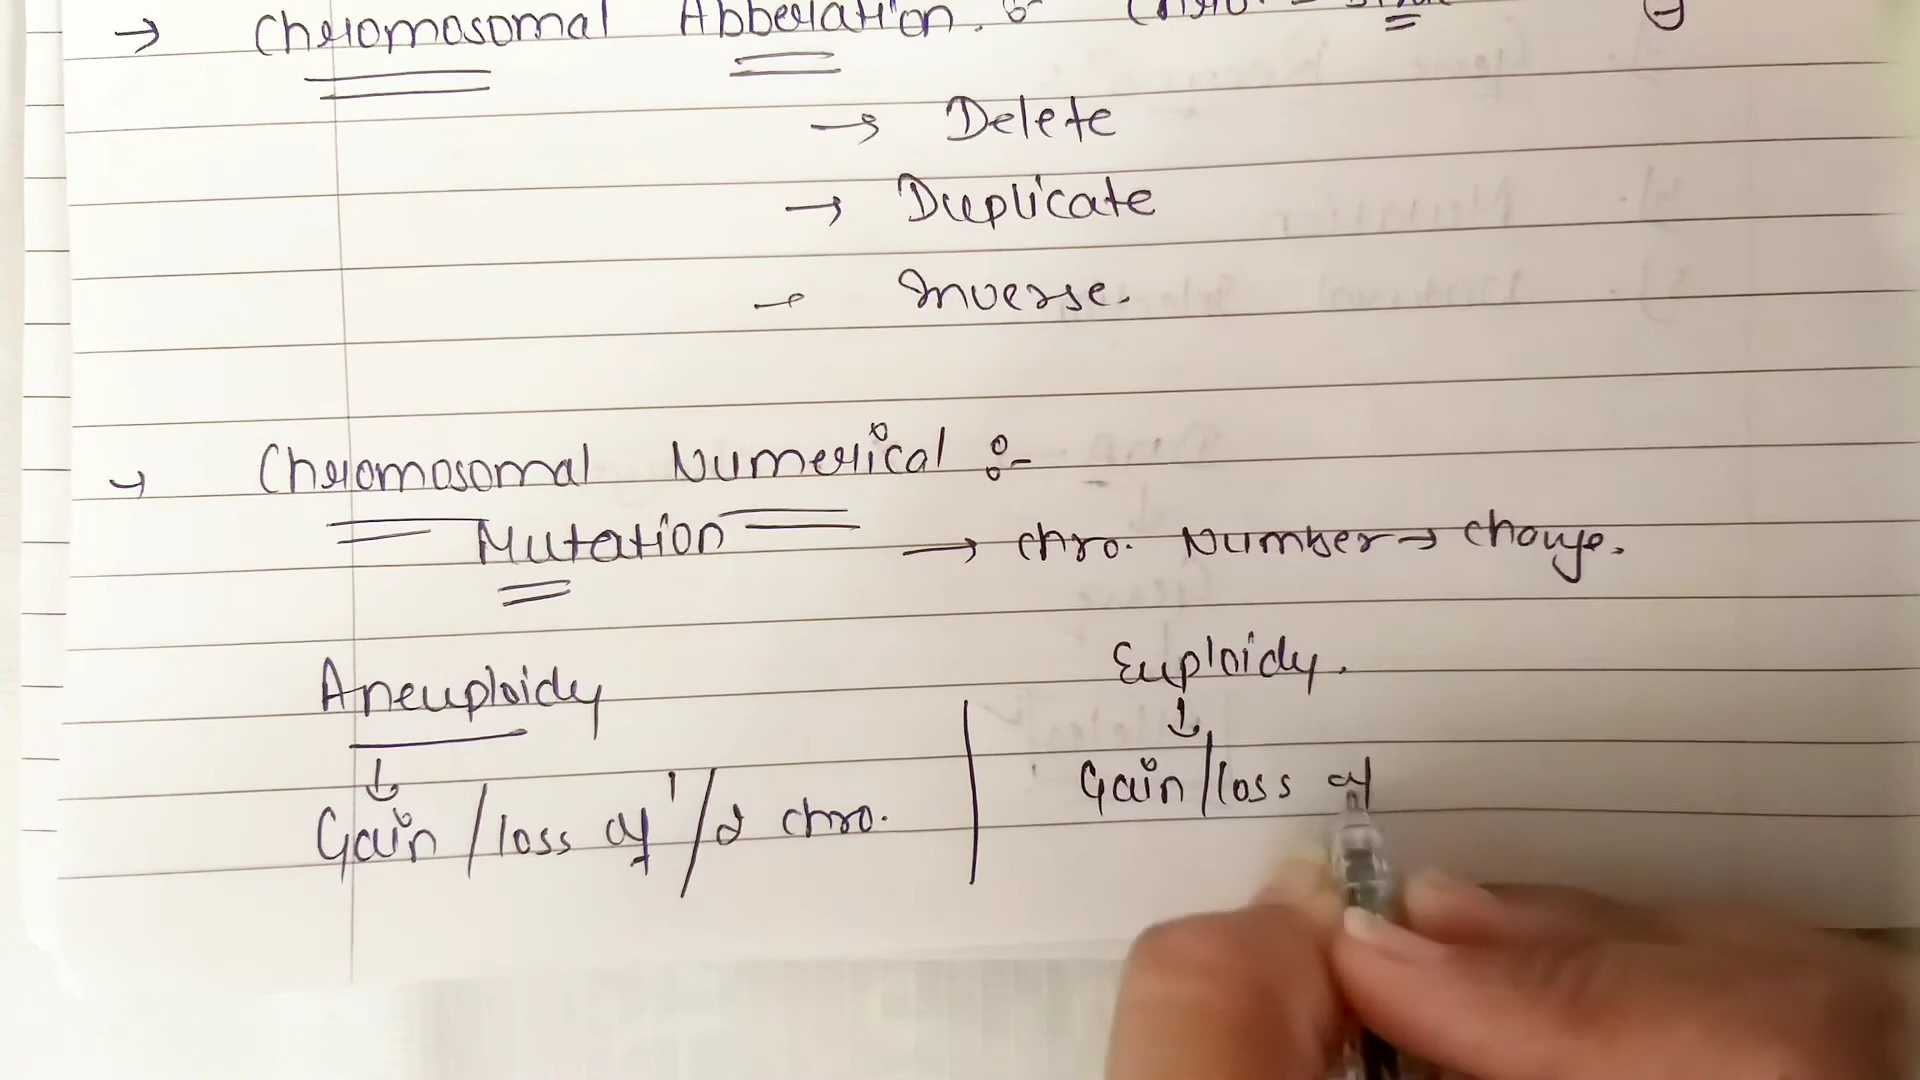 → Chromosomal Abberation :-
→ Delete
→ Duplicate
→ Inverse.
→ Chromosomal Numerical :-
Mutation → chro. Number → change.
Aneuploidy
Euploidy.
↓
↓
Gain / loss of 1/2 chro.
Gain / loss of